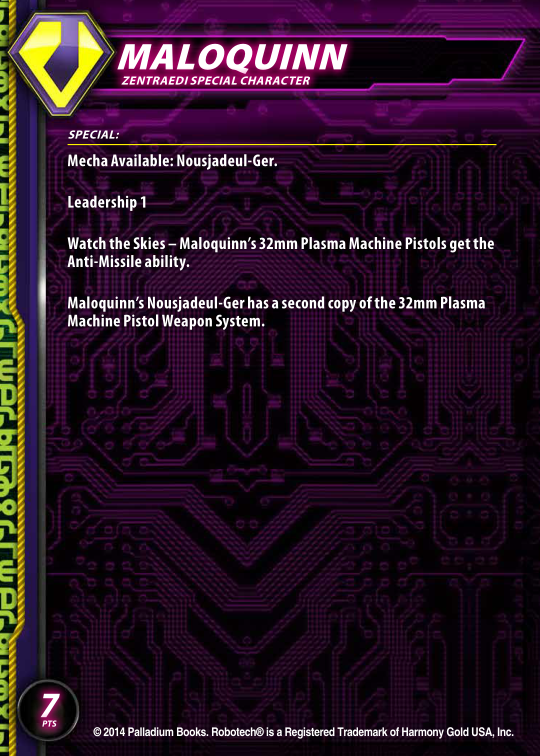 MALOQUINN
ZENTRAEDI SPECIAL CHARACTER
SPECIAL:
Mecha Available: Nousjadeul-Ger.
Leadership 1
Watch the Skies – Maloquinn's 32mm Plasma Machine Pistols get the
Anti-Missile ability.
Maloquinn's Nousjadeul-Ger has a second copy of the 32mm Plasma
Machine Pistol Weapon System.
7
PTS
© 2014 Palladium Books. Robotech® is a Registered Trademark of Harmony Gold USA, Inc.